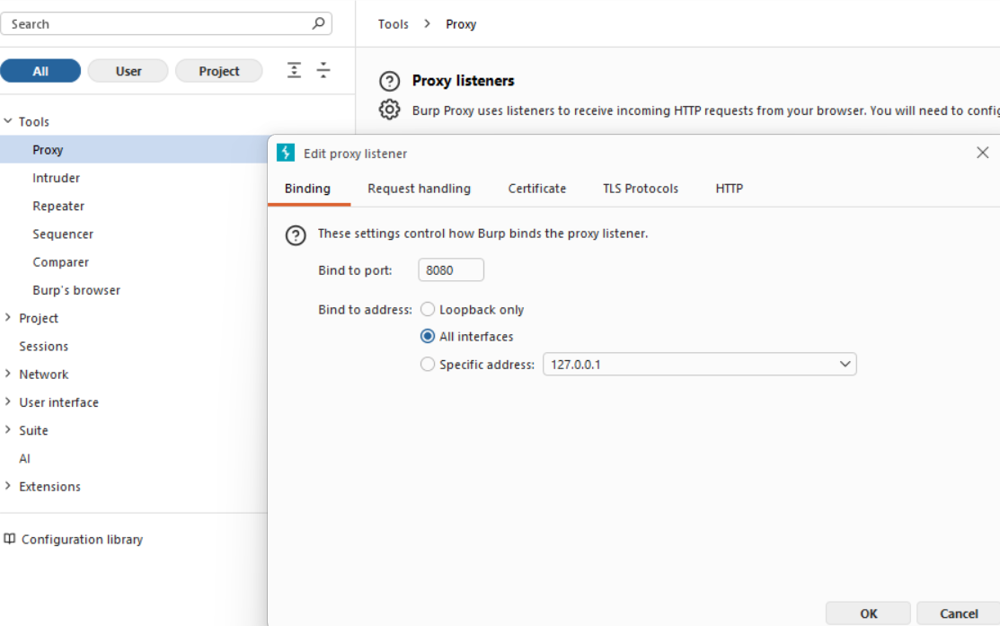 Search
All User Project
Tools
Proxy
Intruder
Repeater
Sequencer
Comparer
Burp's browser
Project
Sessions
Network
User interface
Suite
AI
Extensions
Configuration library
Tools > Proxy
Proxy listeners
Burp Proxy uses listeners to receive incoming HTTP requests from your browser. You will need to config
Edit proxy listener
Binding Request handling Certificate TLS Protocols HTTP
These settings control how Burp binds the proxy listener.
Bind to port: 8080
Bind to address: Loopback only
All interfaces
Specific address: 127.0.0.1
OK Cancel